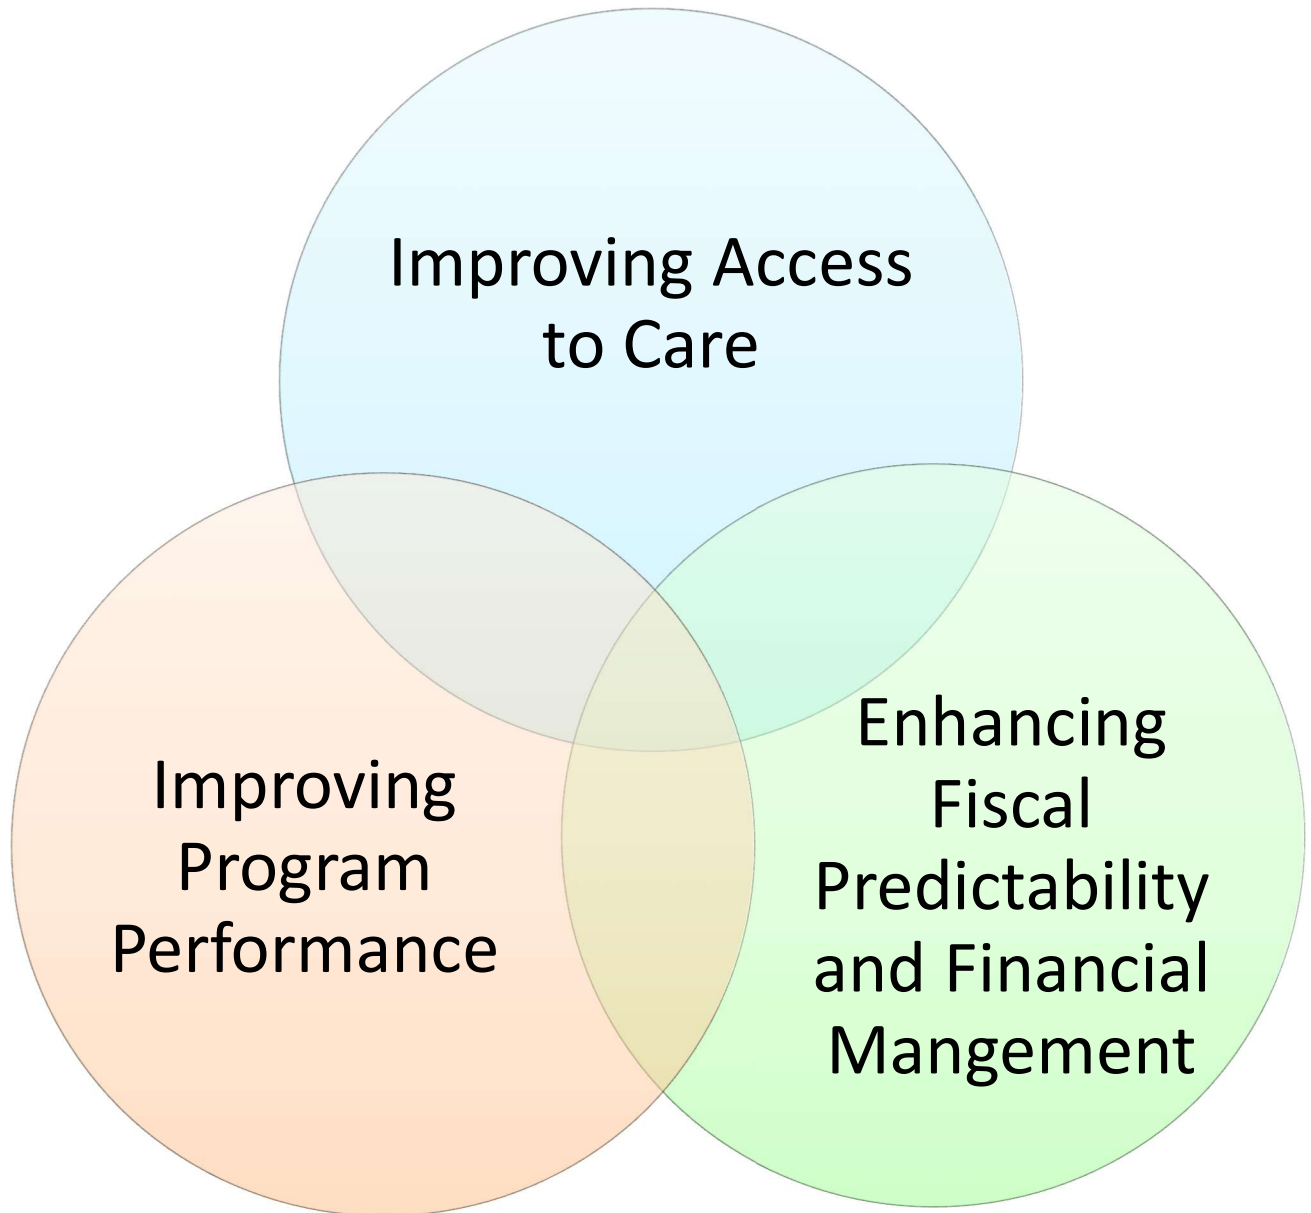 Improving Access
to Care
Improving
Program
Performance
Enhancing
Fiscal
Predictability
and Financial
Mangement